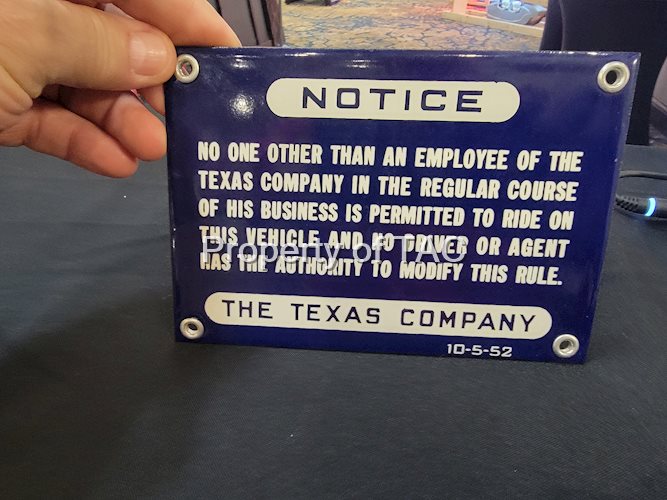 NOTICE
NO ONE OTHER THAN AN EMPLOYEE OF THE
TEXAS COMPANY IN THE REGULAR COURSE
OF HIS BUSINESS IS PERMITTED TO RIDE ON
THIS VEHICLE AND NO DRIVER OR AGENT
Property of TAC
HAS THE AUTHORITY TO MODIFY THIS RULE.
THE TEXAS COMPANY
10-5-52